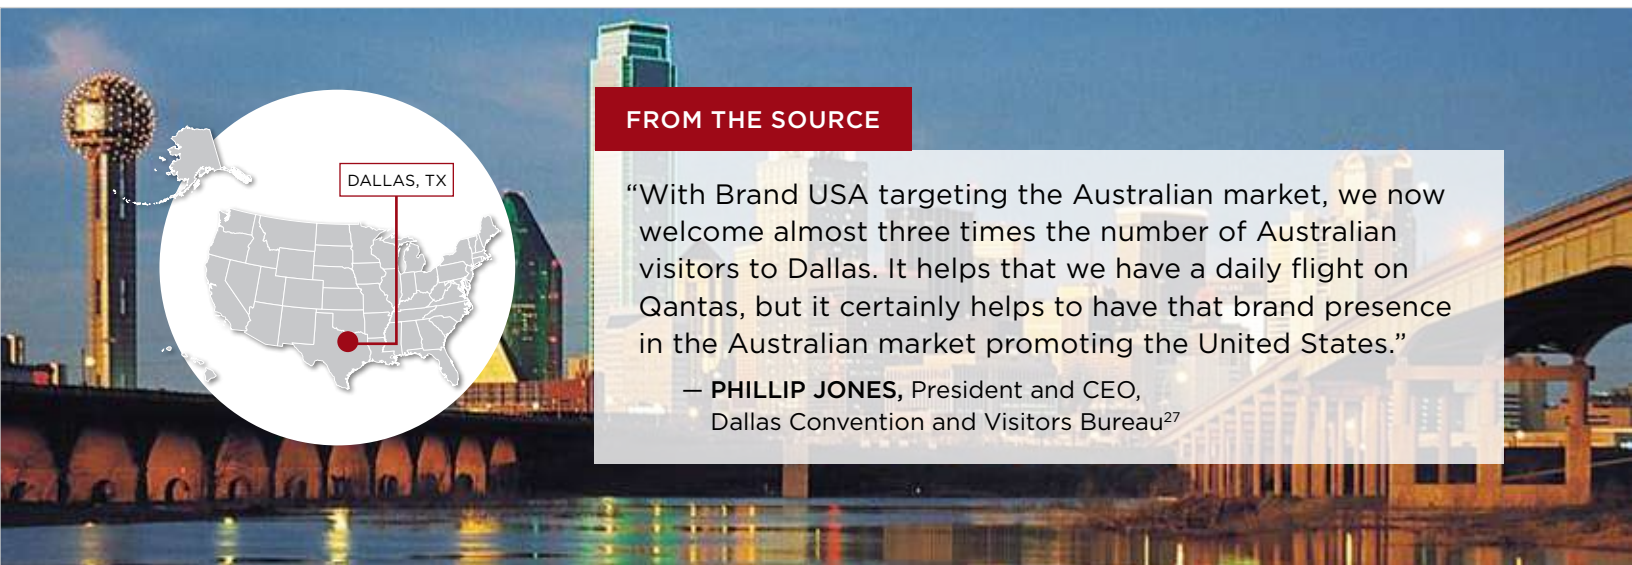 DALLAS, TX
FROM THE SOURCE
“With Brand USA targeting the Australian market, we now
welcome almost three times the number of Australian
visitors to Dallas. It helps that we have a daily flight on
Qantas, but it certainly helps to have that brand presence
in the Australian market promoting the United States.”
— PHILLIP JONES, President and CEO,
Dallas Convention and Visitors Bureau27